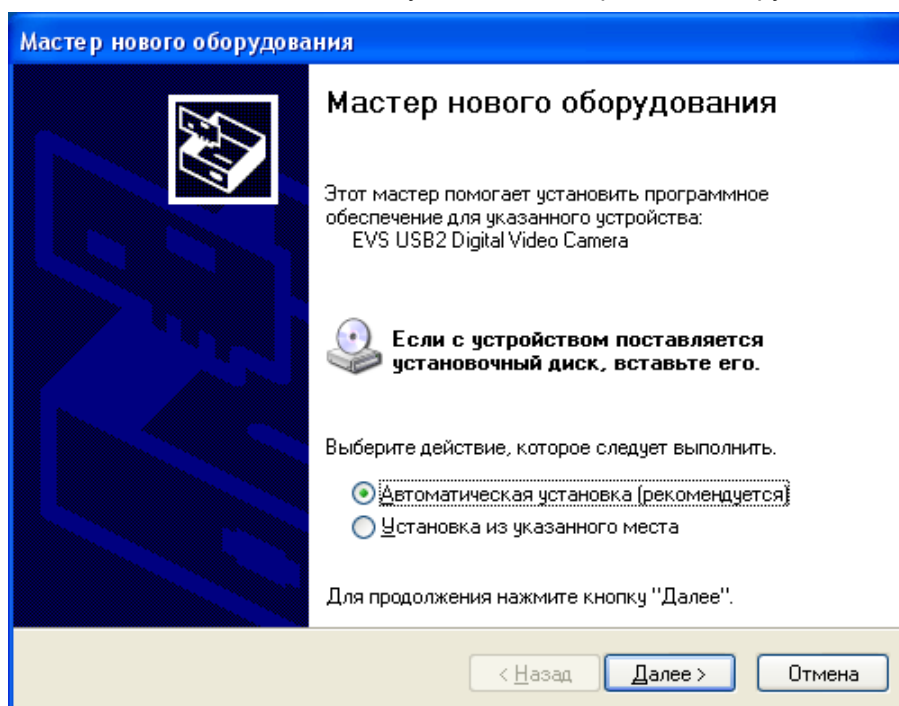 Мастер нового оборудования
Мастер нового оборудования
Этот мастер помогает установить программное
обеспечение для указанного устройства:
EVS USB2 Digital Video Camera
Если с устройством поставляется
установочный диск, вставьте его.
Выберите действие, которое следует выполнить.
Автоматическая установка (рекомендуется)
Установка из указанного места
Для продолжения нажмите кнопку "Далее".
< Назад Далее > Отмена